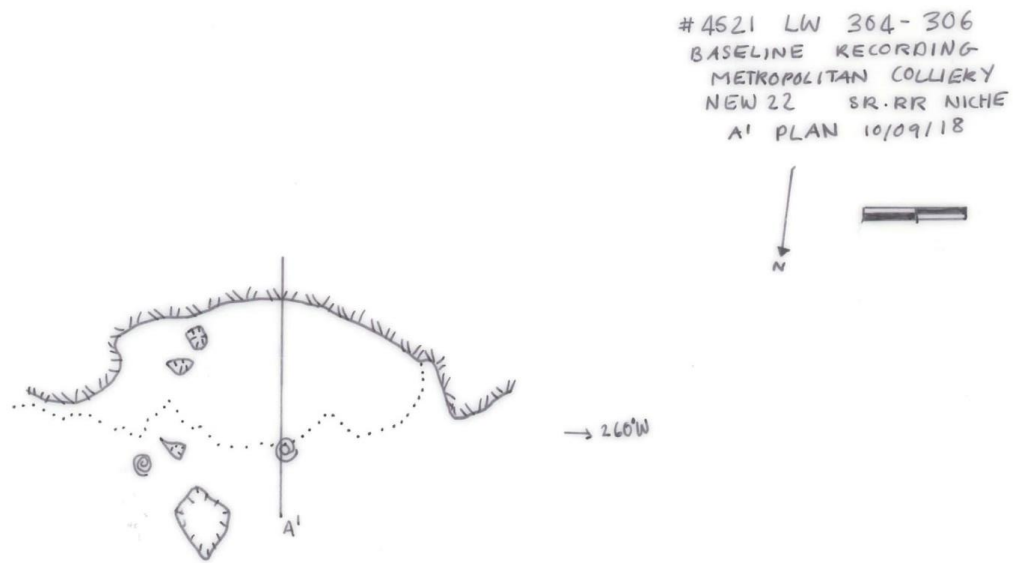 #4521 LW 304-306
BASELINE RECORDING
METROPOLITAN COLLIERY
NEW 22 SR.RR NICHE
A' PLAN 10/09/18
N
→ 260°W
A'